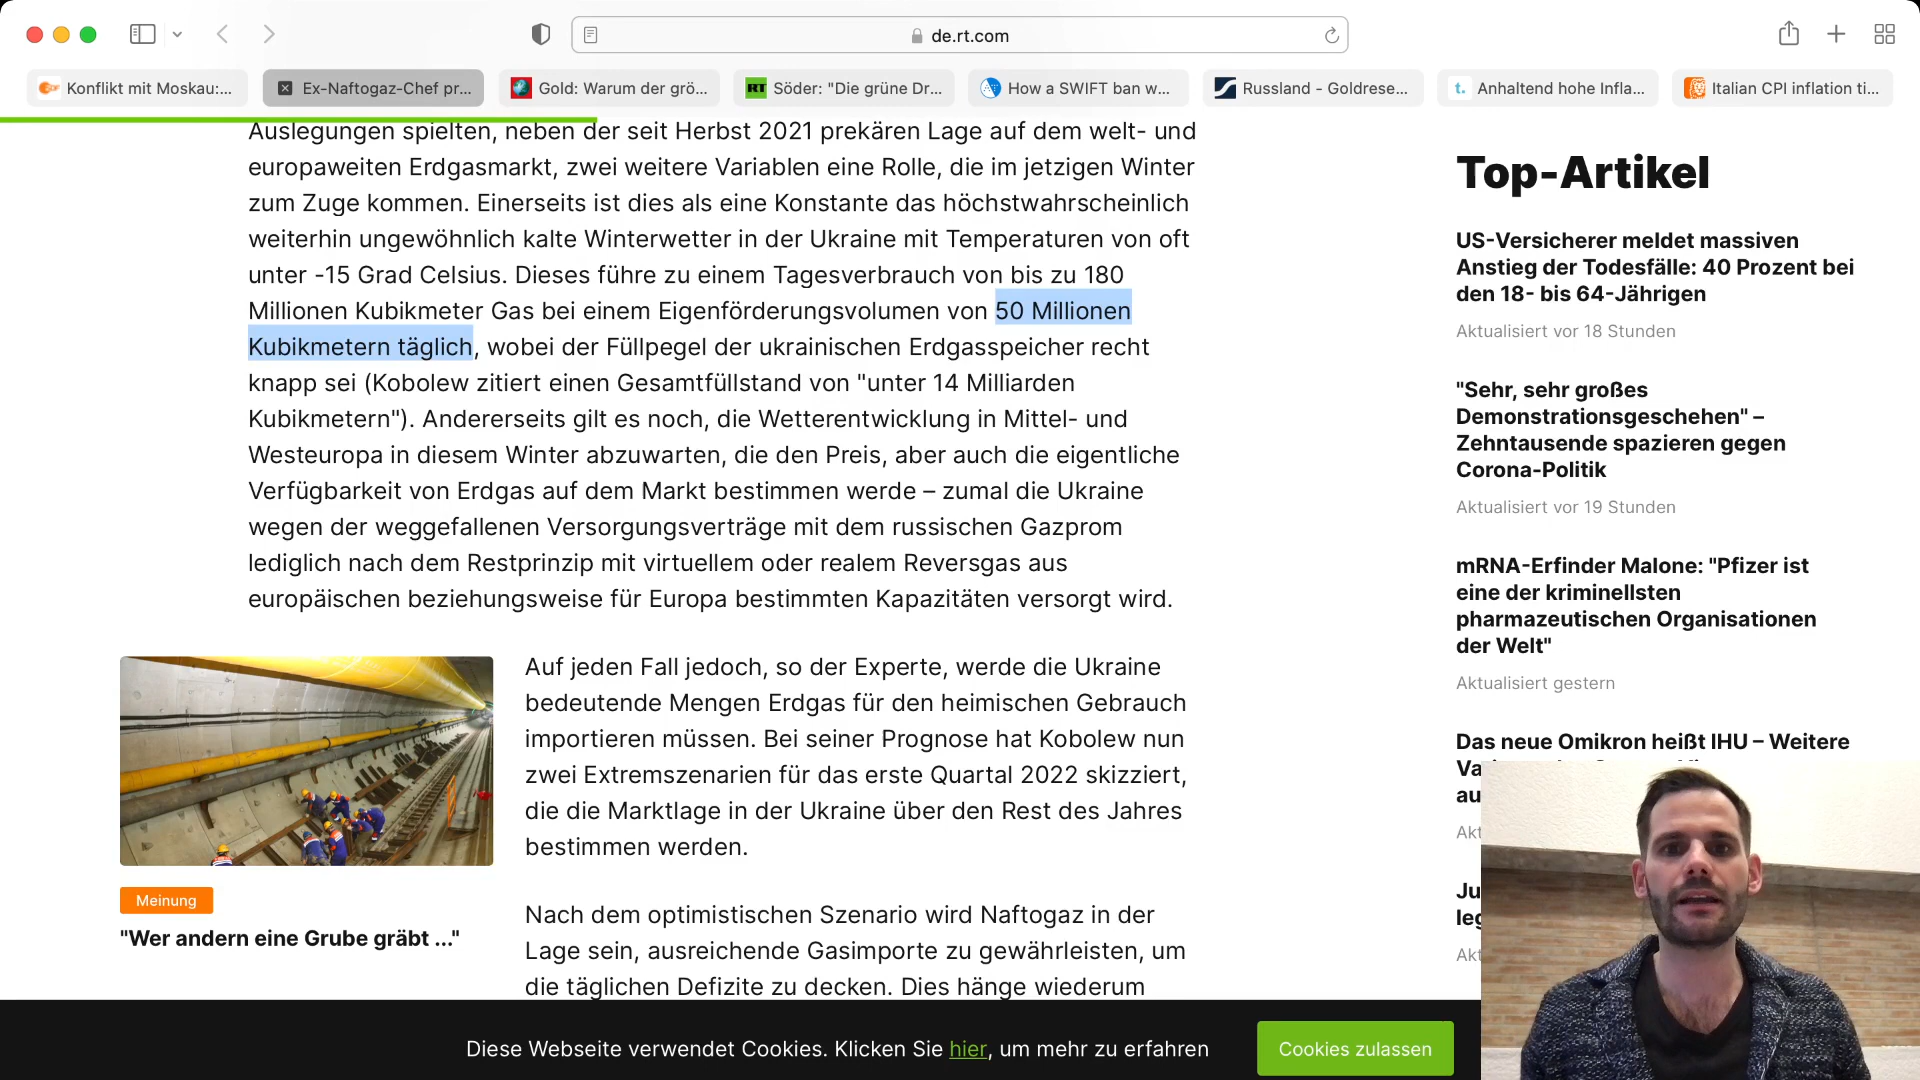 de.rt.com
Konflikt mit Moskau:...
Ex-Naftogaz-Chef pr...
Gold: Warum der grö...
RT
Söder: "Die grüne Dr...
How a SWIFT ban w...
Russland - Goldrese...
t.
Anhaltend hohe Infla...
Italian CPI inflation ti...
Auslegungen spielten, neben der seit Herbst 2021 prekären Lage auf dem welt- und
europaweiten Erdgasmarkt, zwei weitere Variablen eine Rolle, die im jetzigen Winter
zum Zuge kommen. Einerseits ist dies als eine Konstante das höchstwahrscheinlich
weiterhin ungewöhnlich kalte Winterwetter in der Ukraine mit Temperaturen von oft
unter -15 Grad Celsius. Dieses führe zu einem Tagesverbrauch von bis zu 180
Millionen Kubikmeter Gas bei einem Eigenförderungsvolumen von 50 Millionen
Kubikmetern täglich, wobei der Füllpegel der ukrainischen Erdgasspeicher recht
knapp sei (Kobolew zitiert einen Gesamtfüllstand von "unter 14 Milliarden
Kubikmetern"). Andererseits gilt es noch, die Wetterentwicklung in Mittel- und
Westeuropa in diesem Winter abzuwarten, die den Preis, aber auch die eigentliche
Verfügbarkeit von Erdgas auf dem Markt bestimmen werde – zumal die Ukraine
wegen der weggefallenen Versorgungsverträge mit dem russischen Gazprom
lediglich nach dem Restprinzip mit virtuellem oder realem Reversgas aus
europäischen beziehungsweise für Europa bestimmten Kapazitäten versorgt wird.
Meinung
"Wer andern eine Grube gräbt ..."
Auf jeden Fall jedoch, so der Experte, werde die Ukraine
bedeutende Mengen Erdgas für den heimischen Gebrauch
importieren müssen. Bei seiner Prognose hat Kobolew nun
zwei Extremszenarien für das erste Quartal 2022 skizziert,
die die Marktlage in der Ukraine über den Rest des Jahres
bestimmen werden.
Nach dem optimistischen Szenario wird Naftogaz in der
Lage sein, ausreichende Gasimporte zu gewährleisten, um
die täglichen Defizite zu decken. Dies hänge wiederum
Top-Artikel
US-Versicherer meldet massiven
Anstieg der Todesfälle: 40 Prozent bei
den 18- bis 64-Jährigen
Aktualisiert vor 18 Stunden
"Sehr, sehr großes
Demonstrationsgeschehen" –
Zehntausende spazieren gegen
Corona-Politik
Aktualisiert vor 19 Stunden
mRNA-Erfinder Malone: "Pfizer ist
eine der kriminellsten
pharmazeutischen Organisationen
der Welt"
Aktualisiert gestern
Das neue Omikron heißt IHU – Weitere
Va
au
Akt
Ju
leg
Akt
Diese Webseite verwendet Cookies. Klicken Sie hier, um mehr zu erfahren
Cookies zulassen